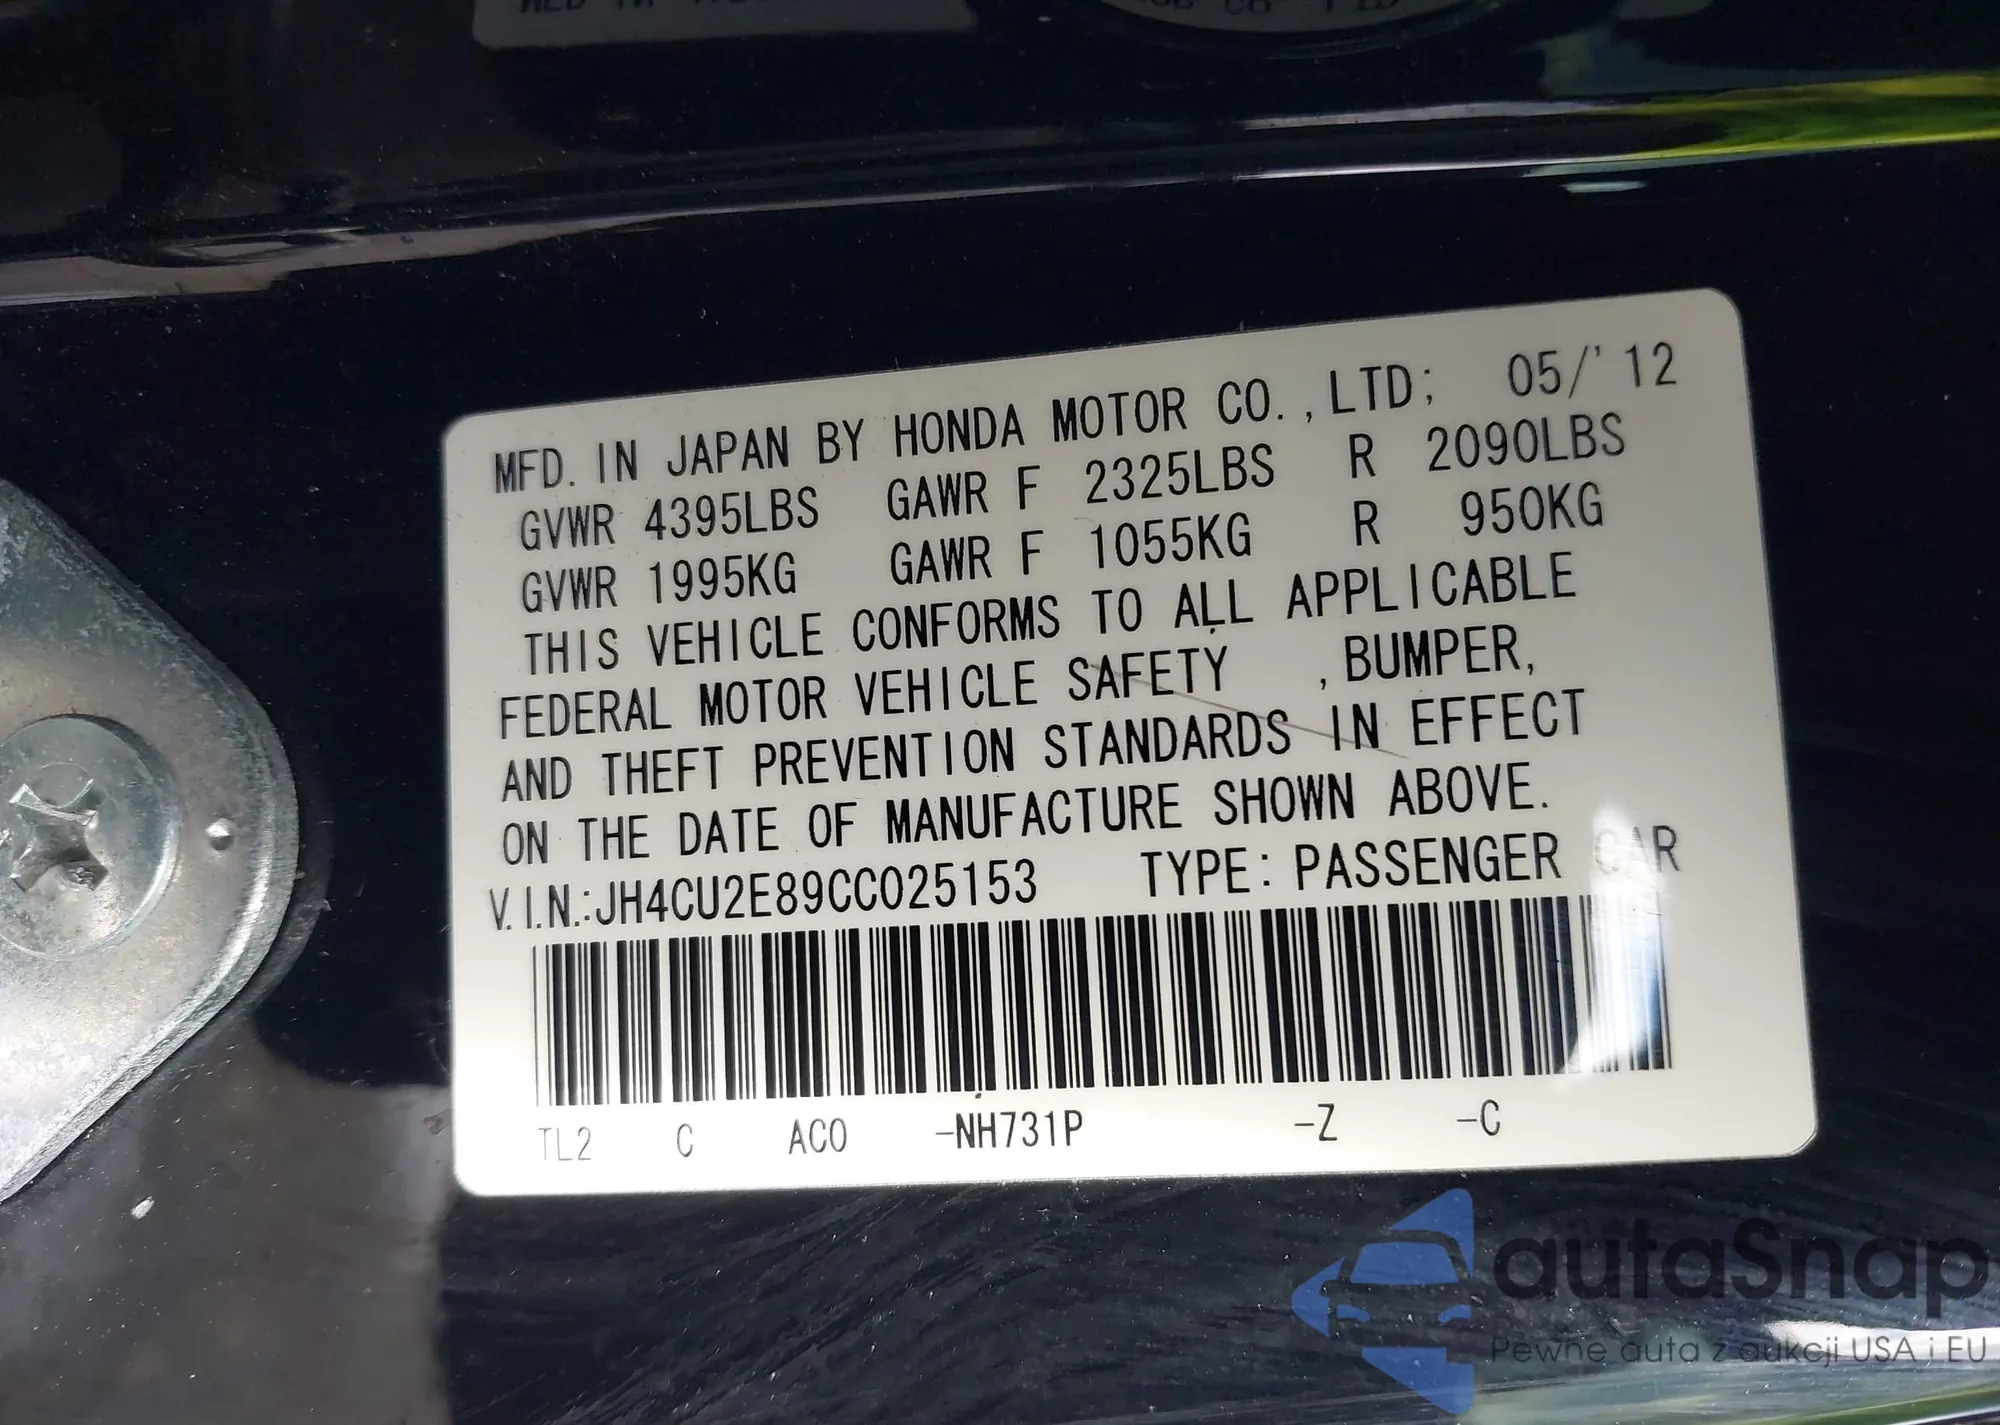 MFD. IN JAPAN BY HONDA MOTOR CO.,LTD; 05/'12
GVWR 4395LBS GAWR F 2325LBS R 2090LBS
GVWR 1995KG GAWR F 1055KG R 950KG
THIS VEHICLE CONFORMS TO ALL APPLICABLE
FEDERAL MOTOR VEHICLE SAFETY , BUMPER,
AND THEFT PREVENTION STANDARDS IN EFFECT
ON THE DATE OF MANUFACTURE SHOWN ABOVE.
V.I.N.:JH4CU2E89CC025153 TYPE: PASSENGER CAR
TL2 C AC0 -NH731P -Z -C
autaSnap
Pewne auta z aukcji USA i EU